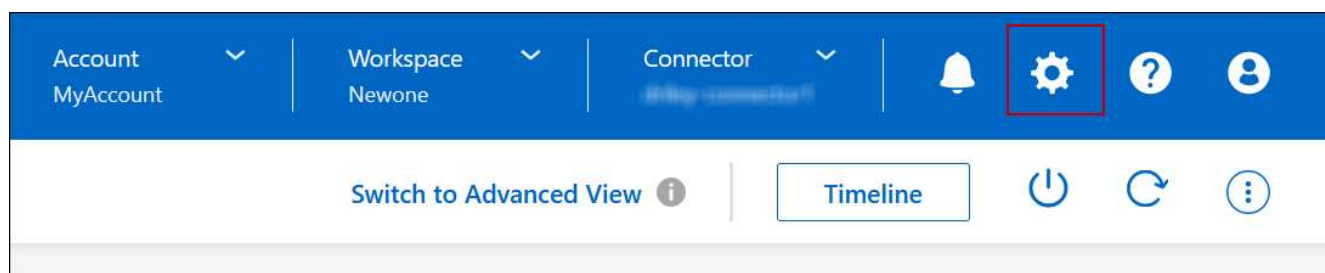 Account
MyAccount
Workspace
Newone
Connector
Switch to Advanced View
Timeline